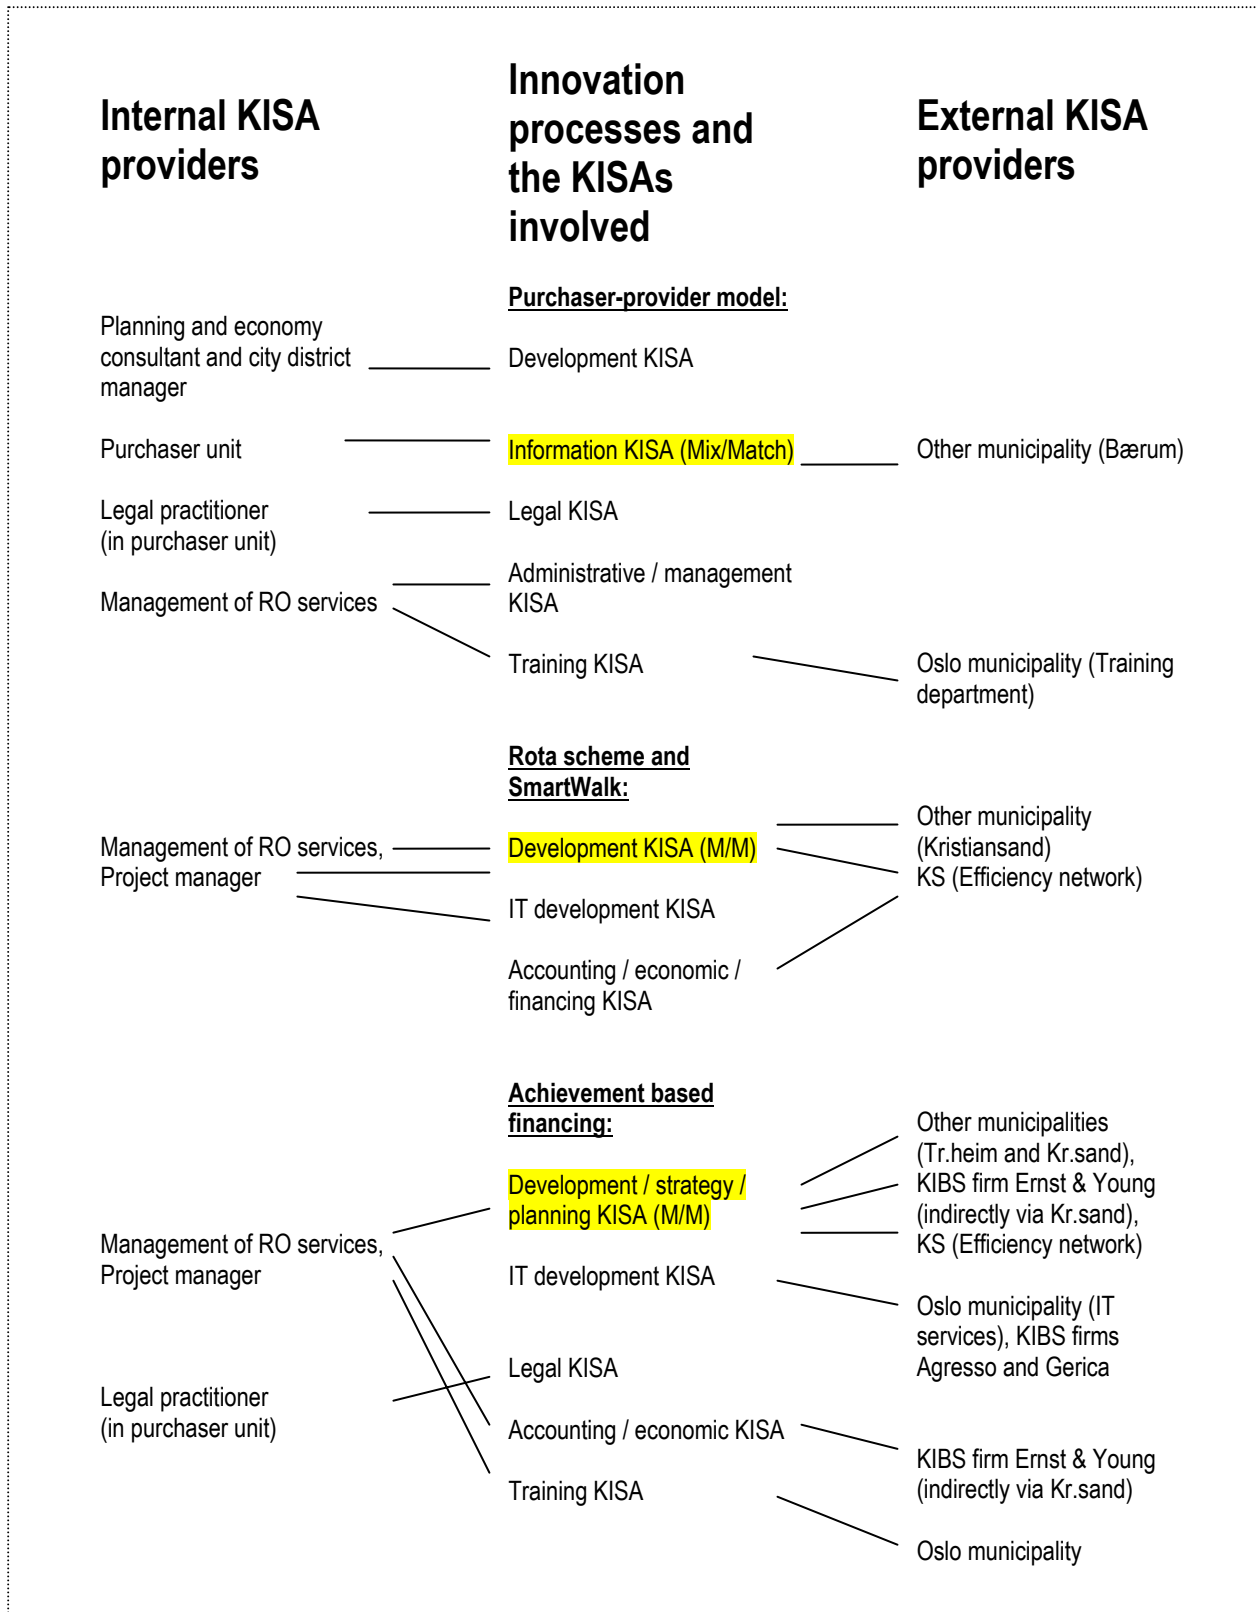 Internal KISA
providers
Innovation
processes and
the KISAs
involved
External KISA
providers
Purchaser-provider model:
Planning and economy
consultant and city district
manager
Development KISA
Purchaser unit
Information KISA (Mix/Match)
Other municipality (Bærum)
Legal practitioner
(in purchaser unit)
Legal KISA
Management of RO services
Administrative / management
KISA
Training KISA
Oslo municipality (Training
department)
Rota scheme and
SmartWalk:
Management of RO services,
Project manager
Development KISA (M/M)
IT development KISA
Accounting / economic /
financing KISA
Other municipality
(Kristiansand)
KS (Efficiency network)
Achievement based
financing:
Development / strategy /
planning KISA (M/M)
Other municipalities
(Tr.heim and Kr.sand),
KIBS firm Ernst & Young
(indirectly via Kr.sand),
KS (Efficiency network)
Management of RO services,
Project manager
IT development KISA
Oslo municipality (IT
services), KIBS firms
Agresso and Gerica
Legal practitioner
(in purchaser unit)
Legal KISA
Accounting / economic KISA
KIBS firm Ernst & Young
(indirectly via Kr.sand)
Training KISA
Oslo municipality